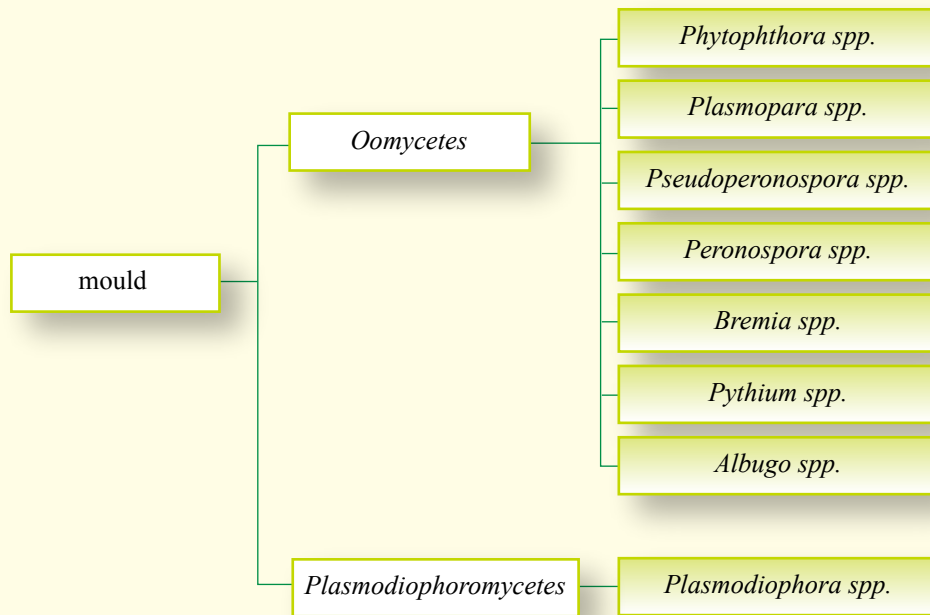 Phytophthora spp.
Plasmopara spp.
Oomycetes
Pseudoperonospora spp.
Peronospora spp.
mould
Bremia spp.
Pythium spp.
Albugo spp.
Plasmodiophoromycetes
Plasmodiophora spp.